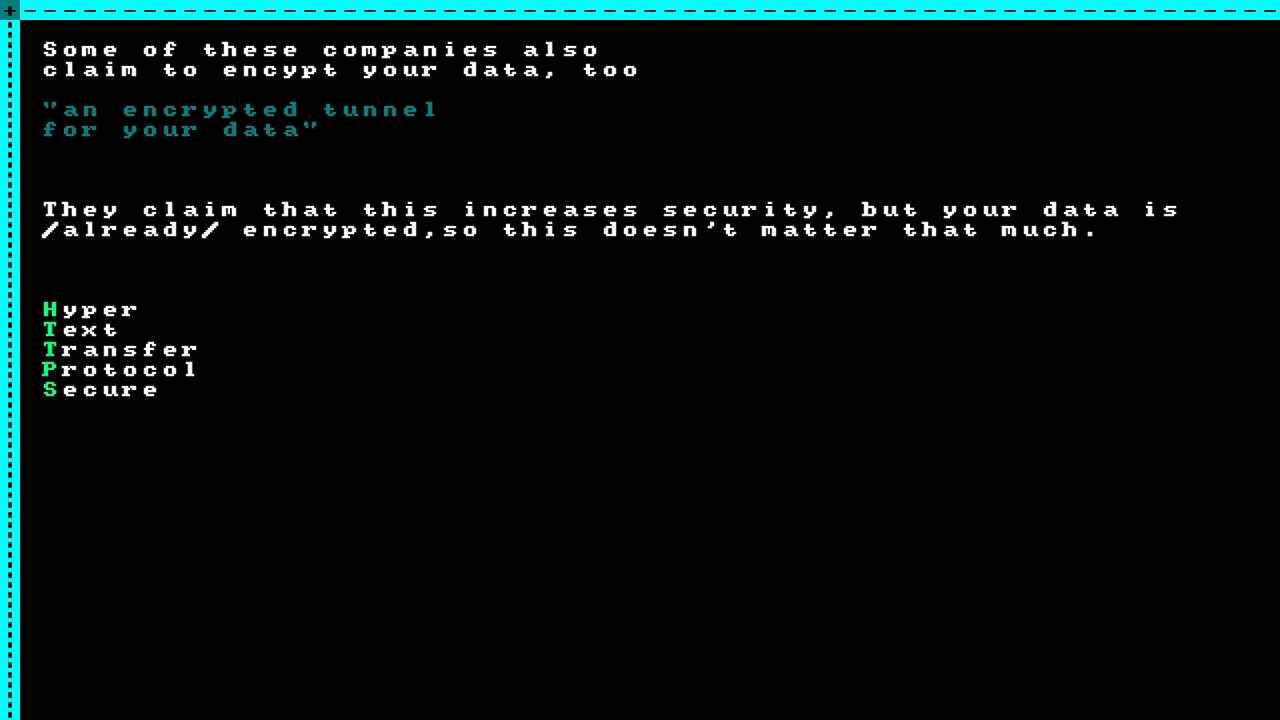 Some of these companies also
claim to encypt your data, too
"an encrypted tunnel
for your data"
They claim that this increases security, but your data is
/already/ encrypted,so this doesn't matter that much.
Hyper
Text
Transfer
Protocol
Secure